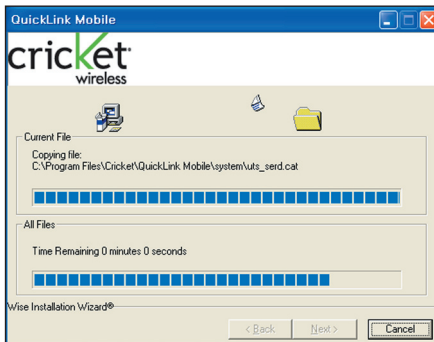 QuickLink Mobile
cricket
wireless
Current File
Copying file:
C:\Program Files\Cricket\QuickLink Mobile\system\uts_serd.cat
All Files
Time Remaining 0 minutes 0 seconds
Wise Installation Wizard®
< Back Next > Cancel